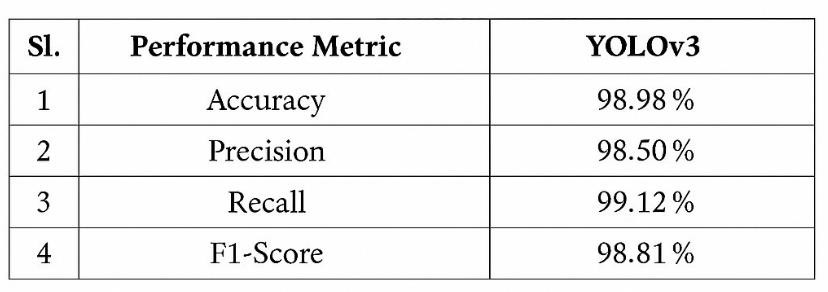 Sl. Performance Metric YOLOv3
1 Accuracy 98.98 %
2 Precision 98.50 %
3 Recall 99.12 %
4 F1-Score 98.81 %